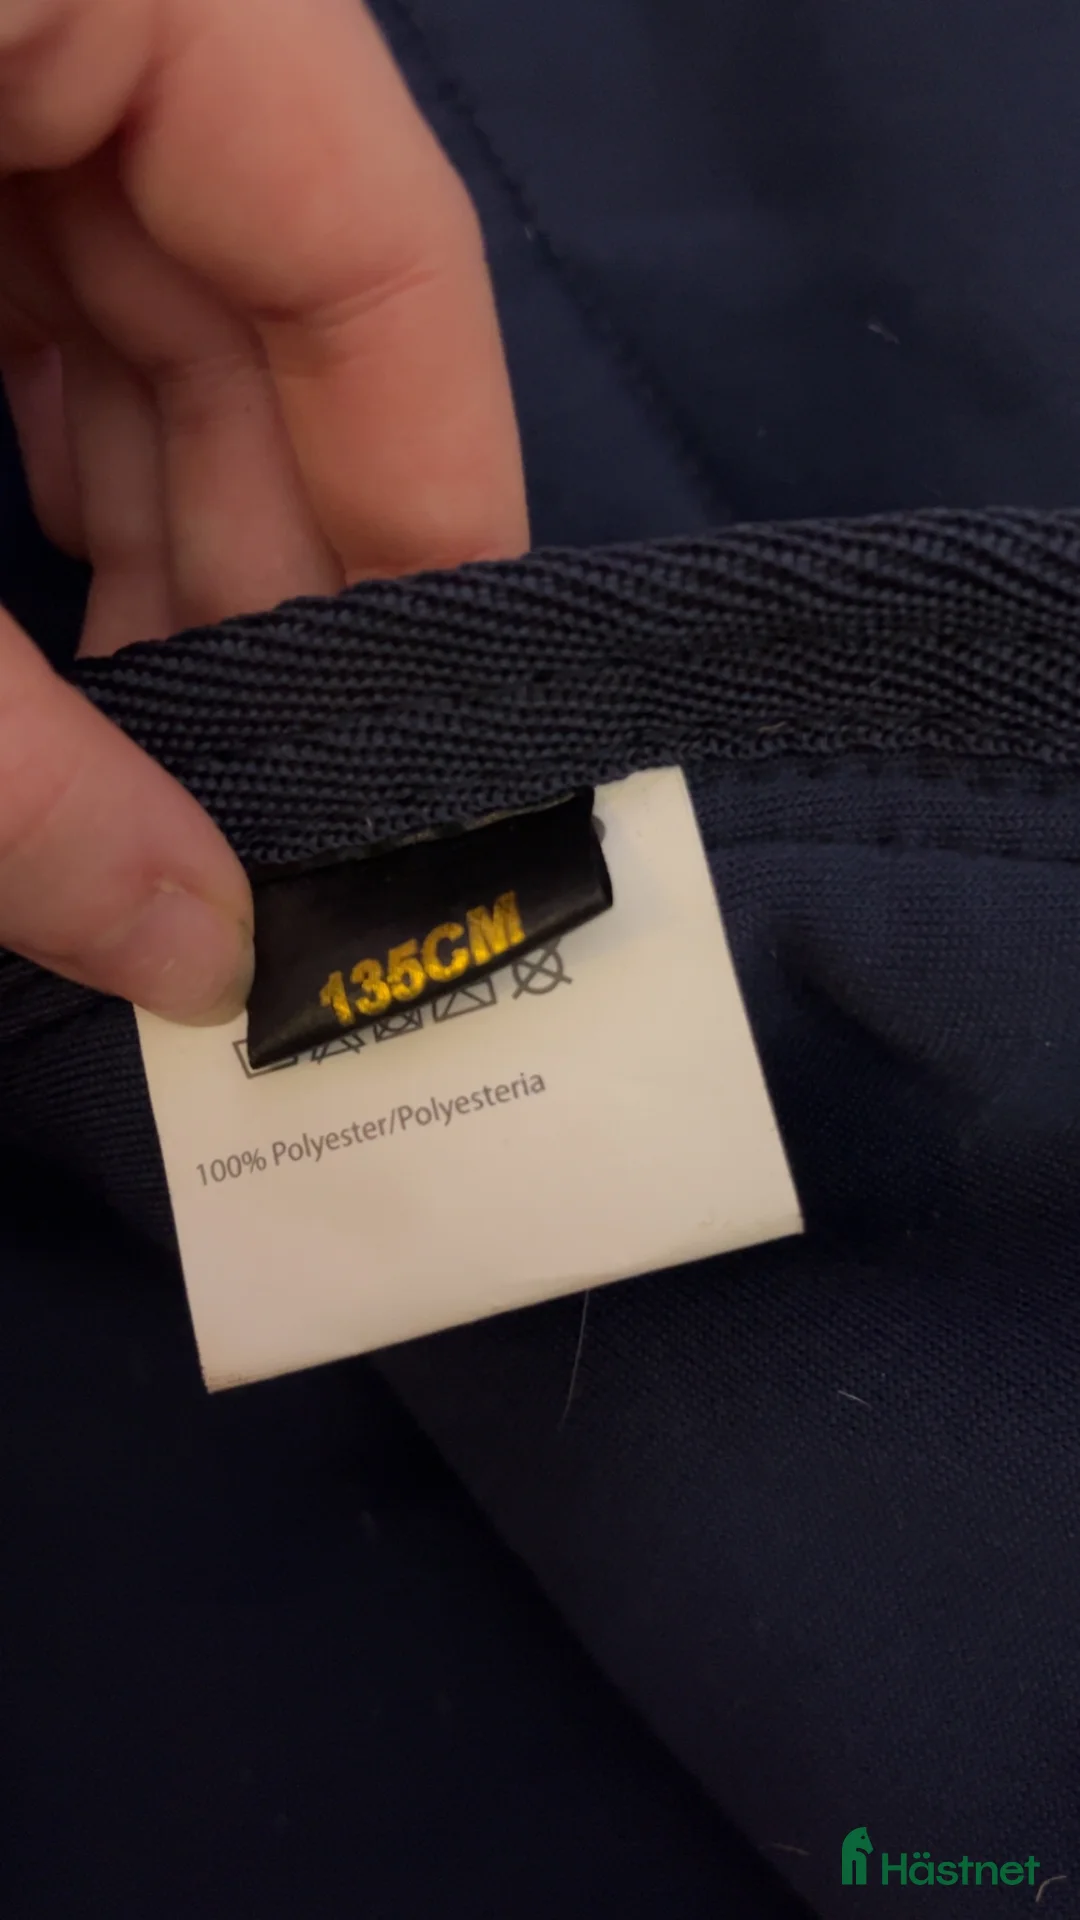 135CM
100% Polyester/Polyesteria
Hästnet